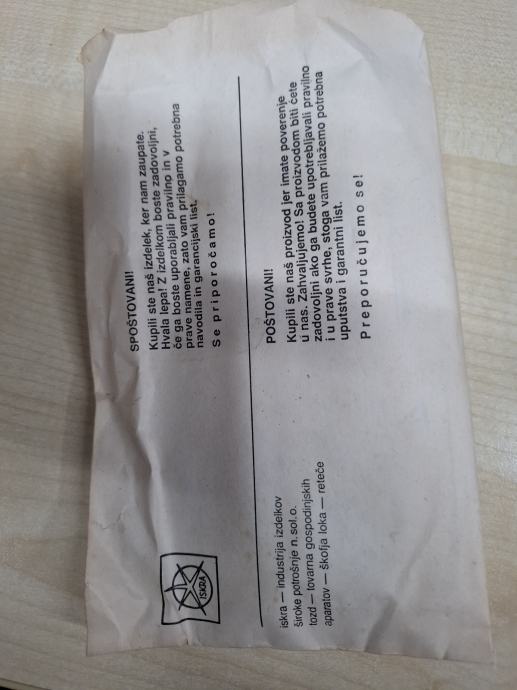 SPOŠTOVANI!
Kupili ste naš izdelek, ker nam zaupate.
Hvala lepa! Z izdelkom boste zadovoljni,
če ga boste uporabljali pravilno in v
prave namene, zato vam prilagamo potrebna
navodila in garancijski list.
Se priporočamo!
POŠTOVANI!
Kupili ste naš proizvod jer imate poverenje
u nas. Zahvaljujemo! Sa proizvodom biti ćete
zadovoljni ako ga budete upotrebljavali pravilno
i u prave svrhe, stoga vam prilažemo potrebna
uputstva i garantni list.
Preporučujemo se!
ISKRA
iskra — industrija izdelkov
široke potrošnje n. sol. o.
tozd — tovarna gospodinjskih
aparatov — škofja loka — reteče